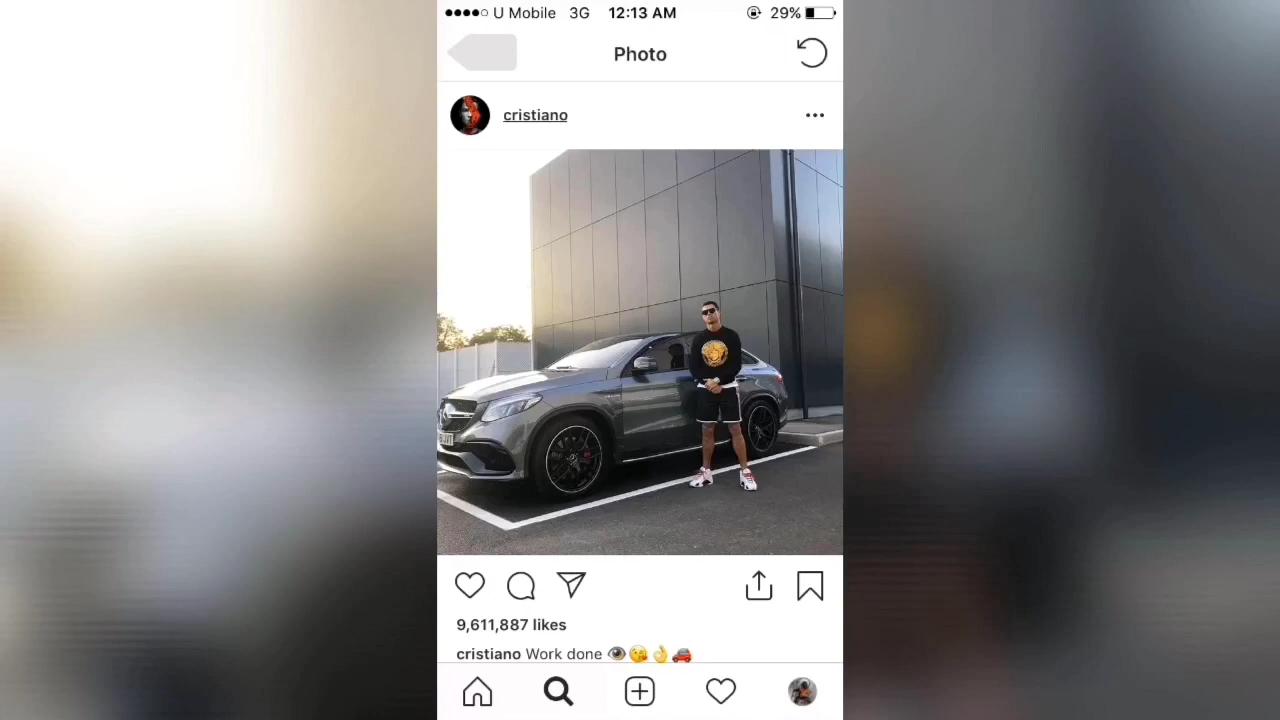 U Mobile 3G 12:13 AM 29%
Photo
cristiano
9,611,887 likes
cristiano Work done 👁😘👌🚗